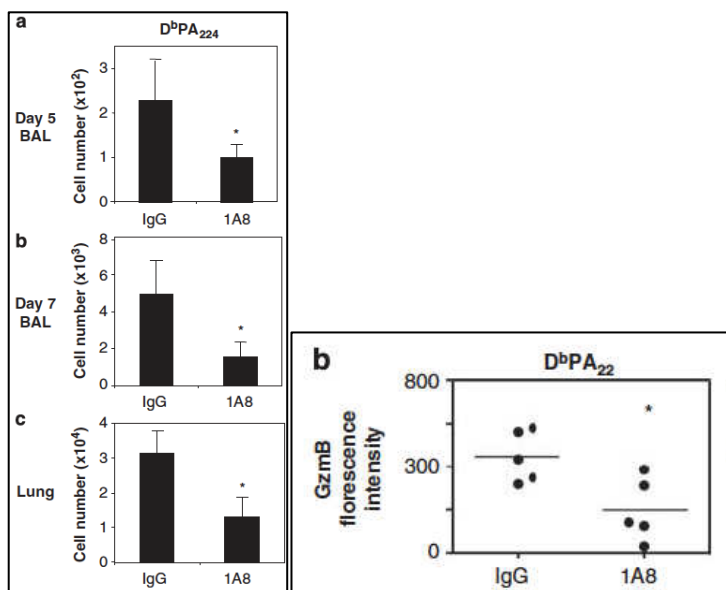 a
DᵇPA₂₂₄
Day 5
BAL
Cell number (x10²)
3
2
1
0
*
IgG 1A8
b
Day 7
BAL
Cell number (x10³)
8
6
4
2
0
*
IgG 1A8
c
Lung
Cell number (x10⁴)
4
3
2
1
0
*
IgG 1A8
b
DᵇPA₂₂
GzmB
florescence
intensity
800
300
0
*
IgG 1A8